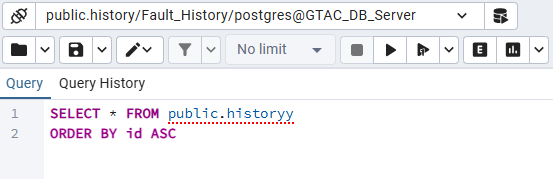 public.history/Fault_History/postgres@GTAC_DB_Server
No limit
E
Query Query History
1 SELECT * FROM public.historyy
2 ORDER BY id ASC